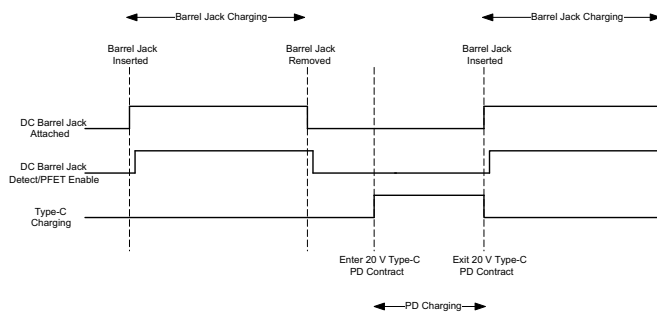 Barrel Jack Charging
Barrel Jack Charging
Barrel Jack
Inserted
Barrel Jack
Removed
Barrel Jack
Inserted
DC Barrel Jack
Attached
DC Barrel Jack
Detect/PFET Enable
Type-C
Charging
Enter 20 V Type-C
PD Contract
Exit 20 V Type-C
PD Contract
PD Charging